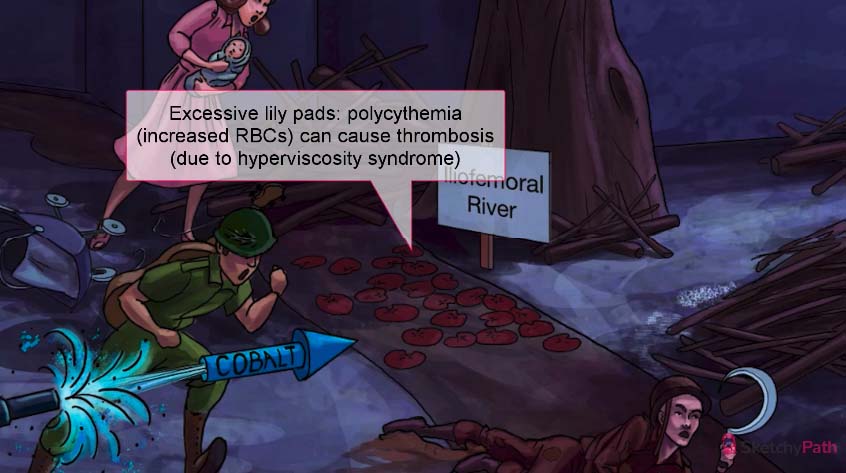 Excessive lily pads: polycythemia
(increased RBCs) can cause thrombosis
(due to hyperviscosity syndrome)
Iliofemoral
River
COBALT
SketchyPath